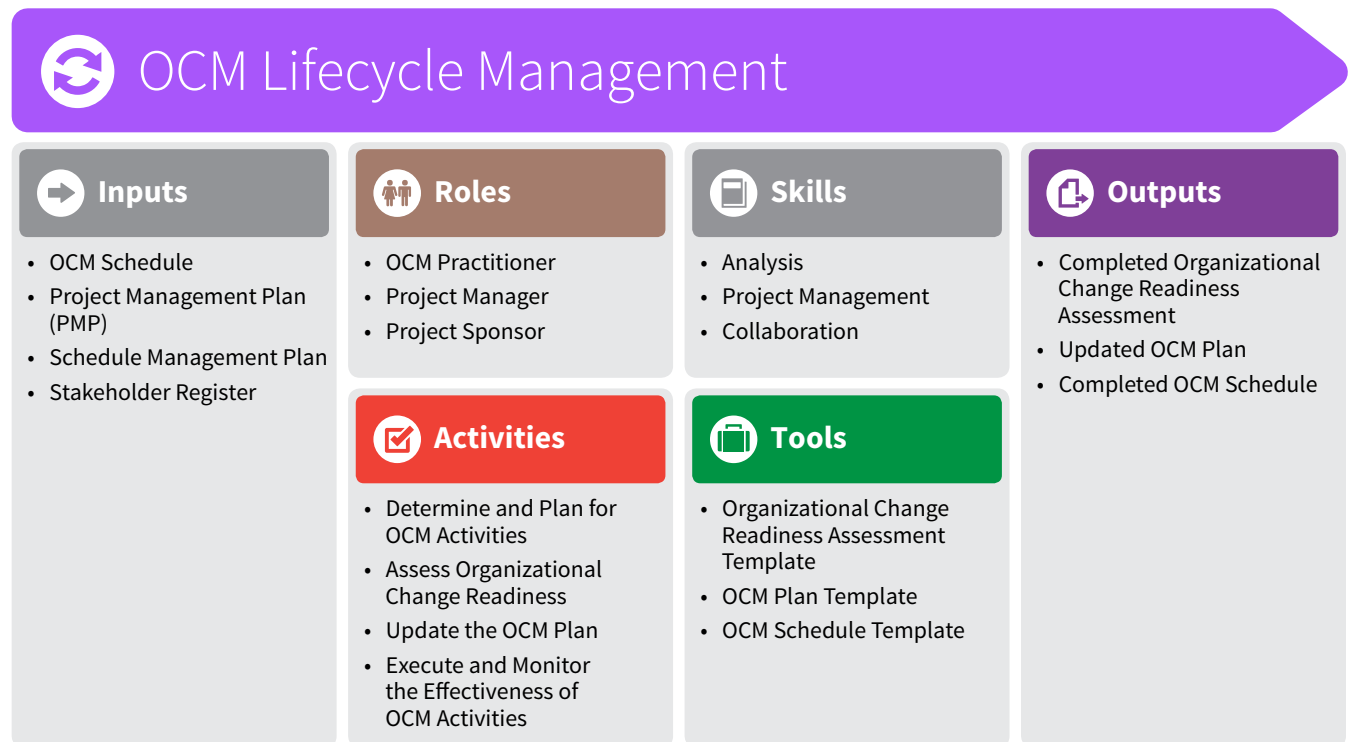 OCM Lifecycle Management
Inputs
• OCM Schedule
• Project Management Plan
(PMP)
• Schedule Management Plan
• Stakeholder Register
Roles
• OCM Practitioner
• Project Manager
• Project Sponsor
Activities
• Determine and Plan for
OCM Activities
• Assess Organizational
Change Readiness
• Update the OCM Plan
• Execute and Monitor
the Effectiveness of
OCM Activities
Skills
• Analysis
• Project Management
• Collaboration
Tools
• Organizational Change
Readiness Assessment
Template
• OCM Plan Template
• OCM Schedule Template
Outputs
• Completed Organizational
Change Readiness
Assessment
• Updated OCM Plan
• Completed OCM Schedule